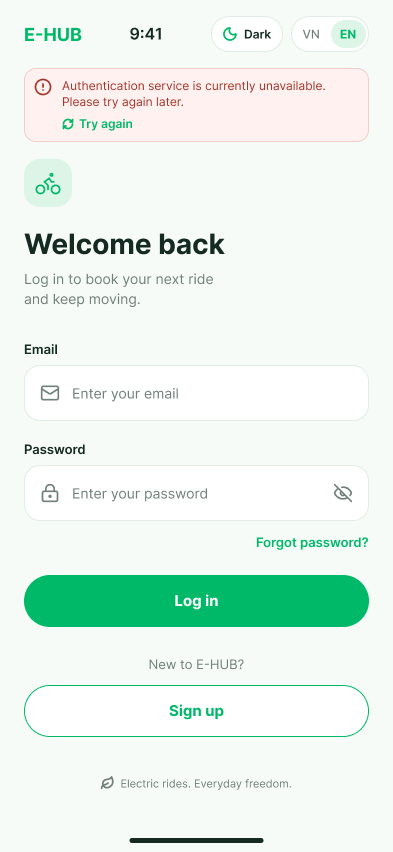 E-HUB
9:41
Dark
VN
EN
Authentication service is currently unavailable.
Please try again later.
Try again
Welcome back
Log in to book your next ride
and keep moving.
Email
Enter your email
Password
Enter your password
Forgot password?
Log in
New to E-HUB?
Sign up
Electric rides. Everyday freedom.